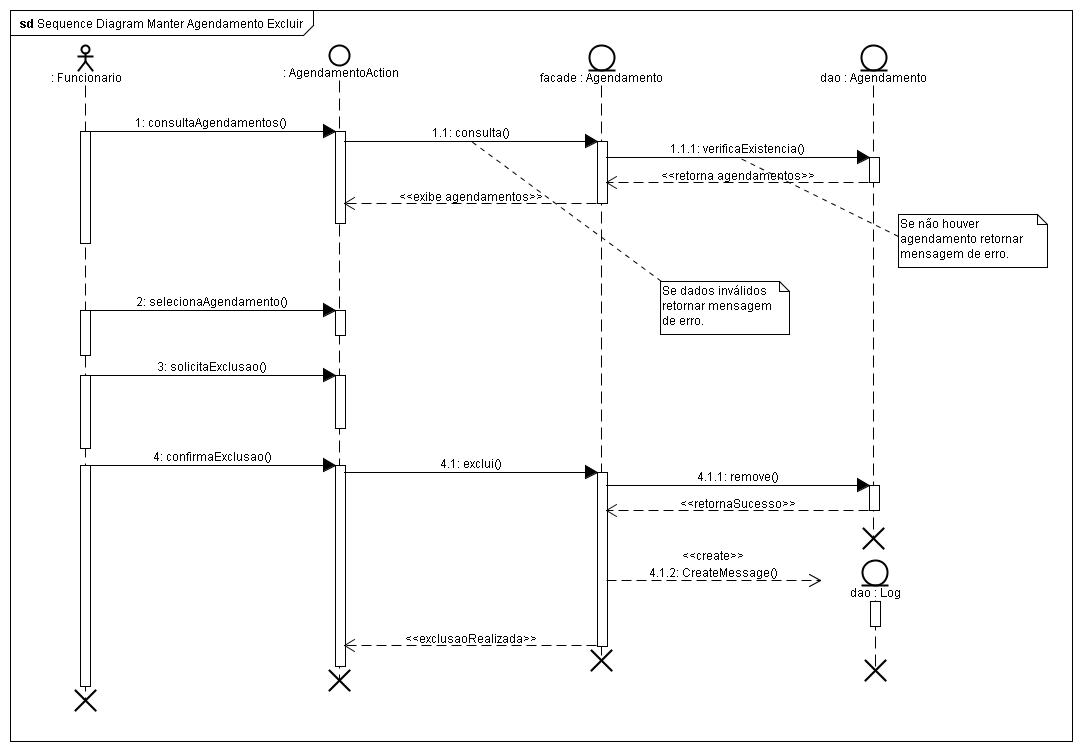 sd Sequence Diagram Manter Agendamento Excluir
: Funcionario
: AgendamentoAction
facade : Agendamento
dao : Agendamento
1: consultaAgendamentos()
1.1: consulta()
1.1.1: verificaExistencia()
<<retorna agendamentos>>
<<exibe agendamentos>>
Se não houver
agendamento retornar
mensagem de erro.
Se dados inválidos
retornar mensagem
de erro.
2: selecionaAgendamento()
3: solicitaExclusao()
4: confirmaExclusao()
4.1: exclui()
4.1.1: remove()
<<retornaSucesso>>
<<create>>
4.1.2: CreateMessage()
dao : Log
<<exclusaoRealizada>>